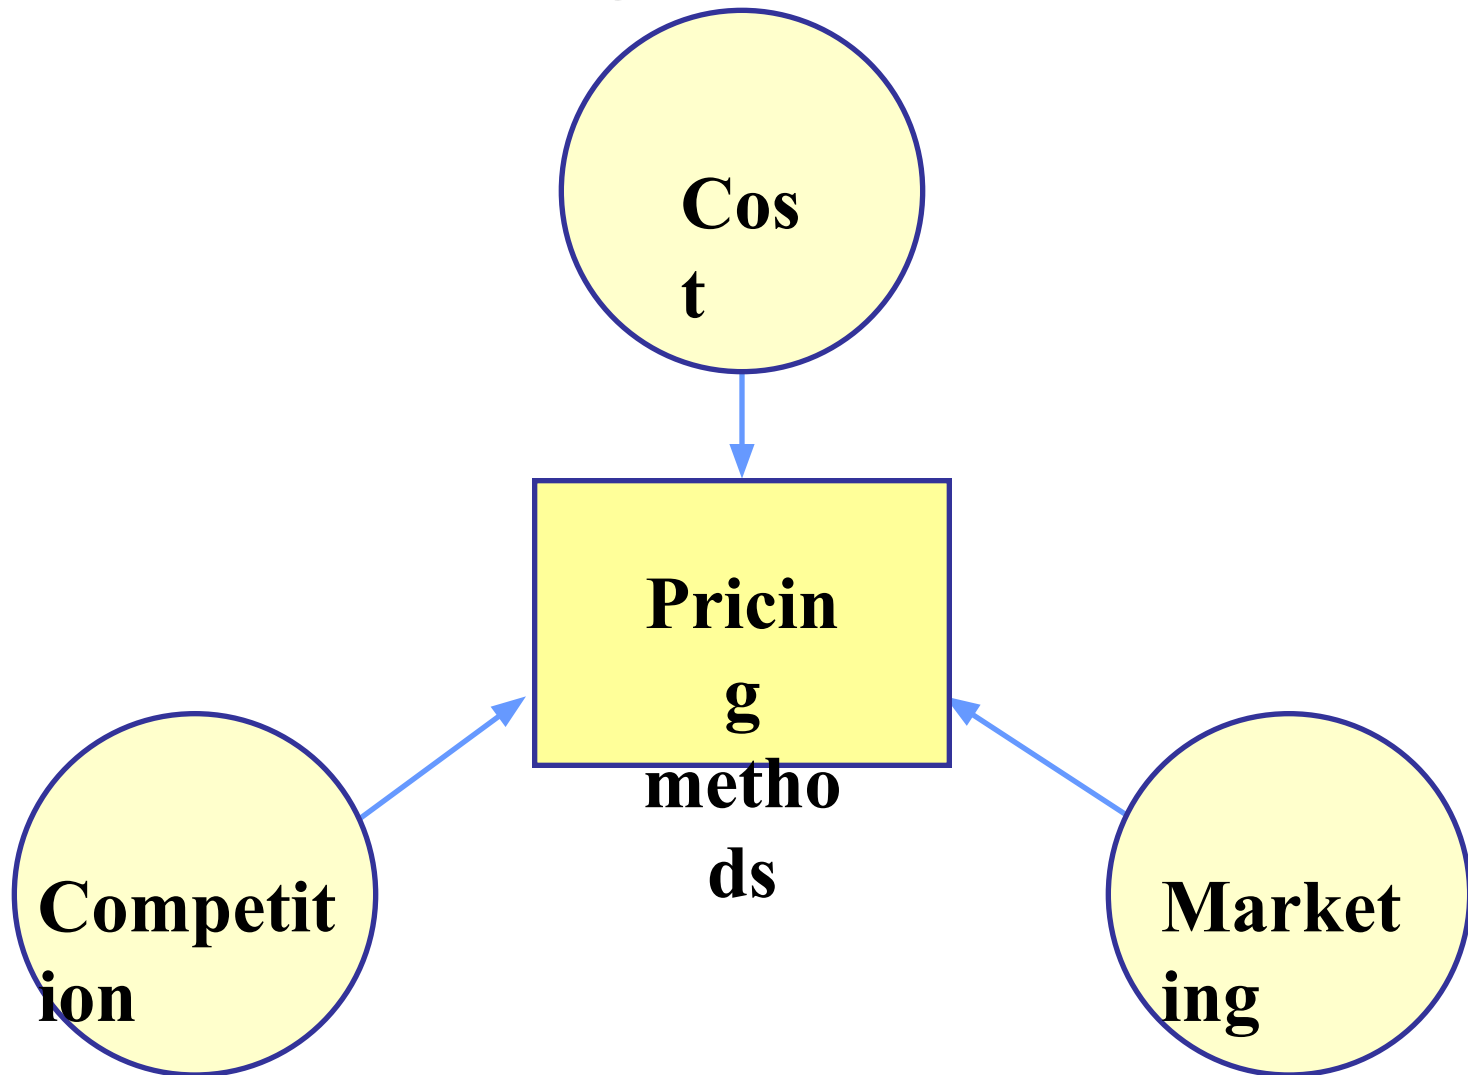 Cos
t
Pricin
g
metho
ds
Competit
ion
Market
ing